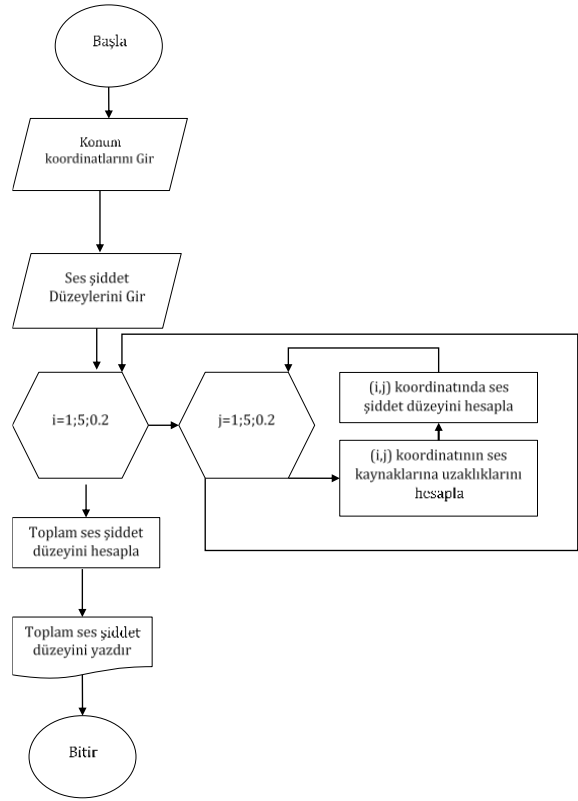 Başla
Konum
koordinatlarını Gir
Ses şiddet
Düzeylerini Gir
i=1;5;0.2
j=1;5;0.2
(i,j) koordinatında ses
şiddet düzeyini hesapla
(i,j) koordinatının ses
kaynaklarına uzaklıklarını
hesapla
Toplam ses şiddet
düzeyini hesapla
Toplam ses şiddet
düzeyini yazdır
Bitir